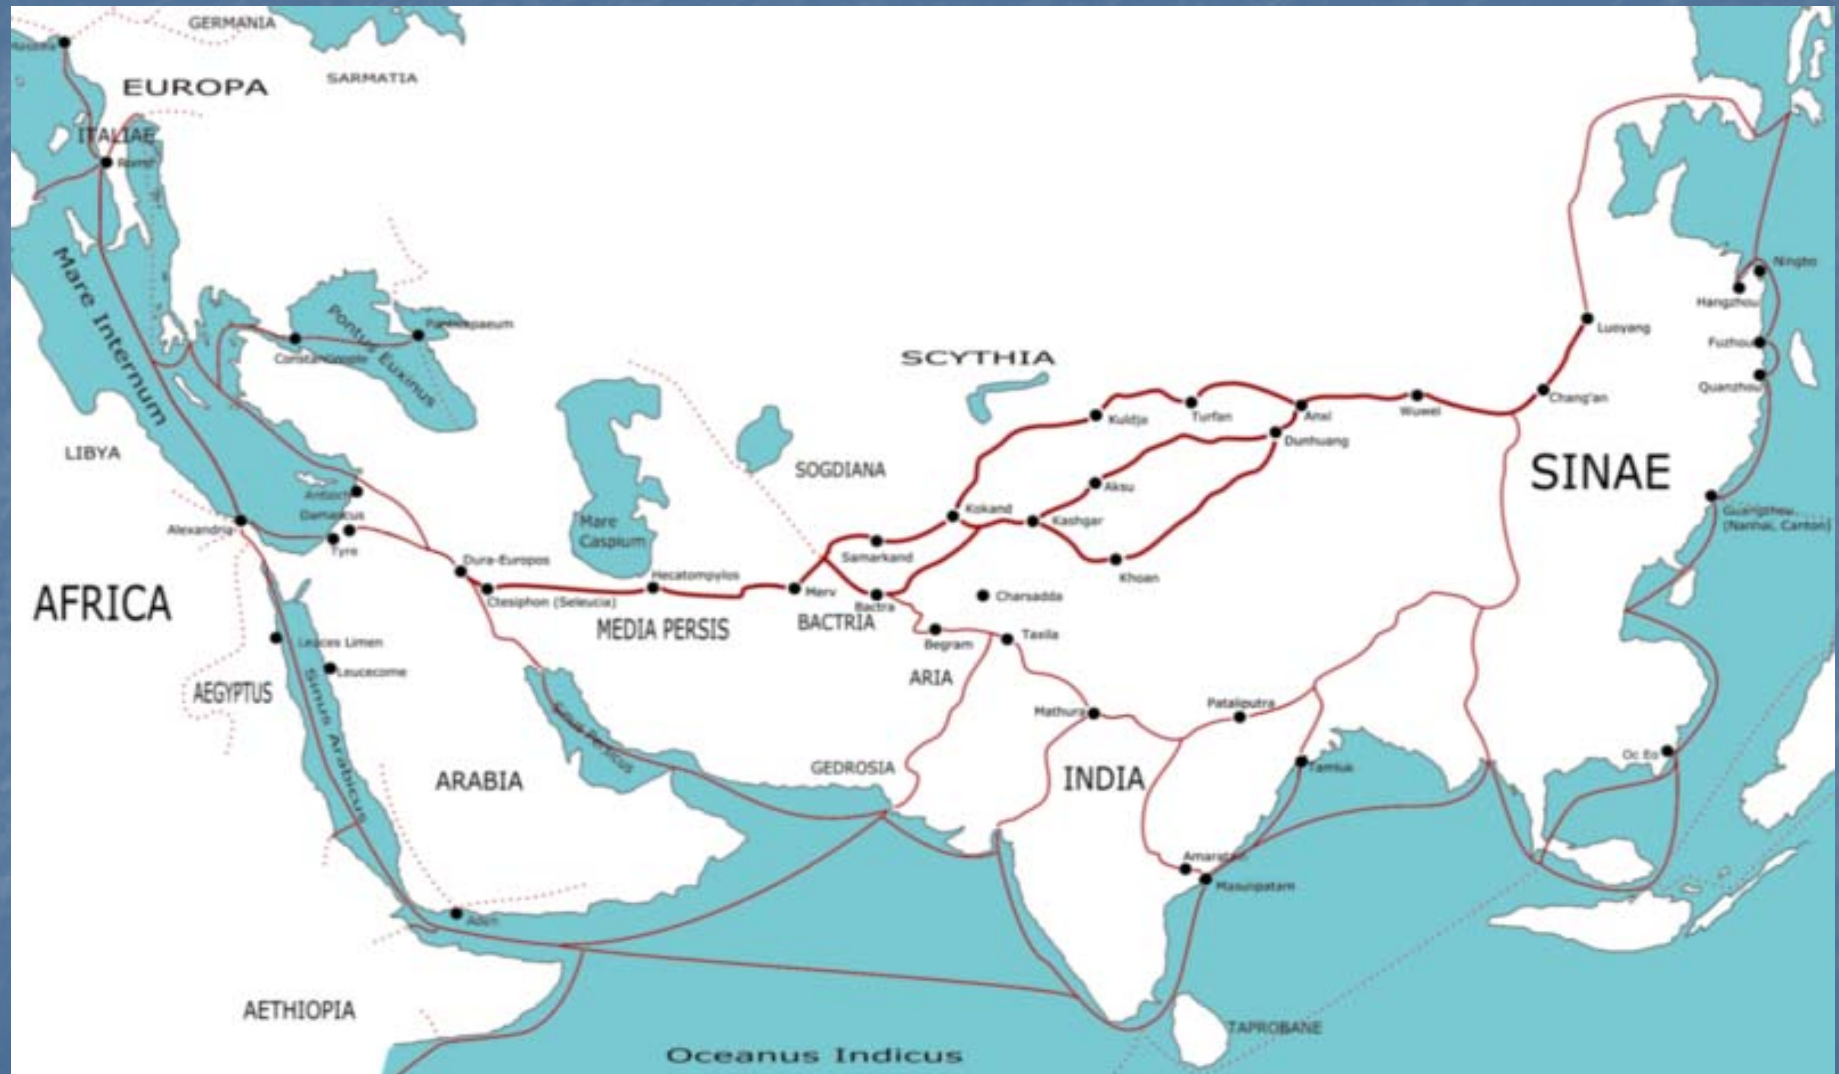 GERMANIA
SARMATIA
EUROPA
ITALIAE
Rome
Mare Internum
Pontus Euxinus
Pantikapaeum
Constantinople
LIBYA
SCYTHIA
SOGDIANA
Mare
Caspium
Kuldja
Turfan
Anxi
Wuwei
Chang'an
Luoyang
Dunhuang
Aksu
Kokand
Kashgar
Khoan
Samarkand
Ningbo
Hangzhou
Fuzhou
Quanzhou
SINAE
Guangzhou
(Nanhai, Canton)
Antioch
Damascus
Alexandria
Tyre
Dura-Europos
Ctesiphon (Seleucia)
Hecatompylos
Merv
Bactra
Charsadda
AFRICA
MEDIA PERSIS
BACTRIA
Begram
Taxila
ARIA
Leuces Limen
Leucecome
AEGYPTUS
Sinus Arabicus
Sinus Persicus
ARABIA
GEDROSIA
Mathura
Pataliputra
INDIA
Tamluk
Oc Eo
Masulipatam
Aden
AETHIOPIA
TAPROBANE
Oceanus Indicus